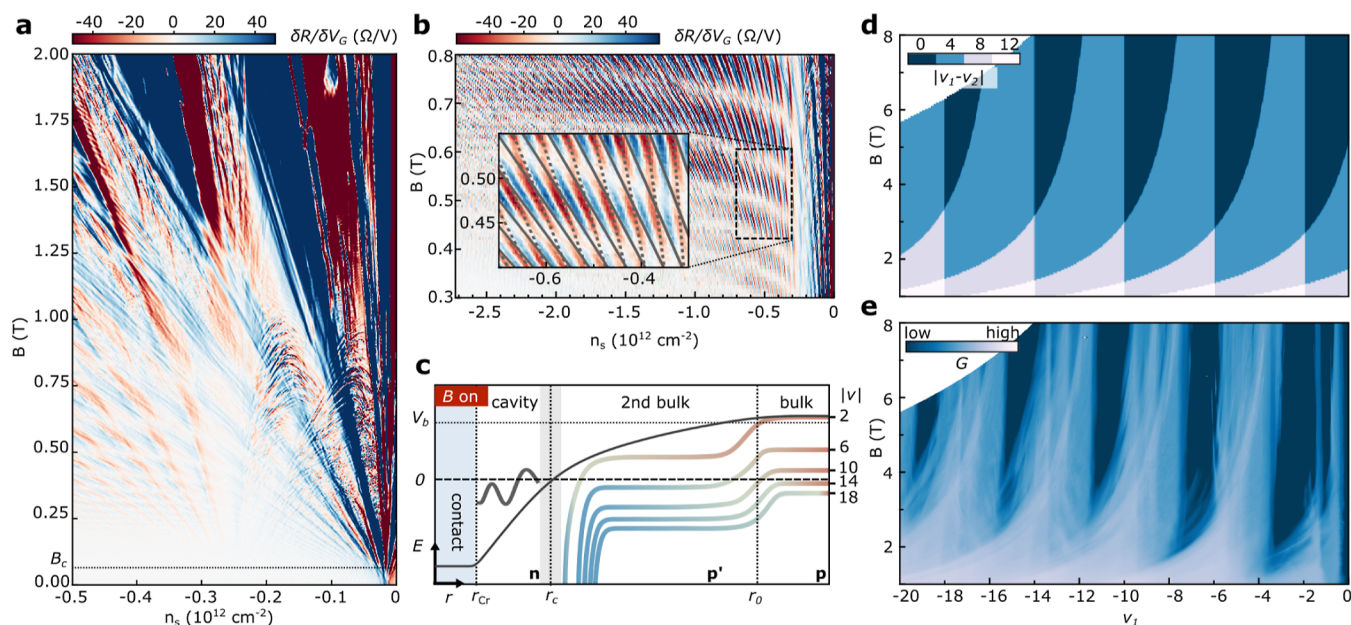 a
-40 -20 0 20 40 δR/δV_G (Ω/V)
B (T)
2.00
1.75
1.50
1.25
1.00
0.75
0.50
0.25
B_c
0.00
-0.5 -0.4 -0.3 -0.2 -0.1 0
n_s (10^12 cm^-2)
b
-40 -20 0 20 40 δR/δV_G (Ω/V)
B (T)
0.8
0.7
0.6
0.5
0.4
0.3
0.50
0.45
-0.6 -0.4
-2.5 -2.0 -1.5 -1.0 -0.5 0
n_s (10^12 cm^-2)
c
B on cavity 2nd bulk bulk |v|
V_b
0
E
contact
2
6
10
14
18
n p' p
r r_Cr r_c r_0
d
0 4 8 12
|v_1-v_2|
B (T)
8
6
4
2
e
low high
G
B (T)
8
6
4
2
-20 -18 -16 -14 -12 -10 -8 -6 -4 -2 0
v_1